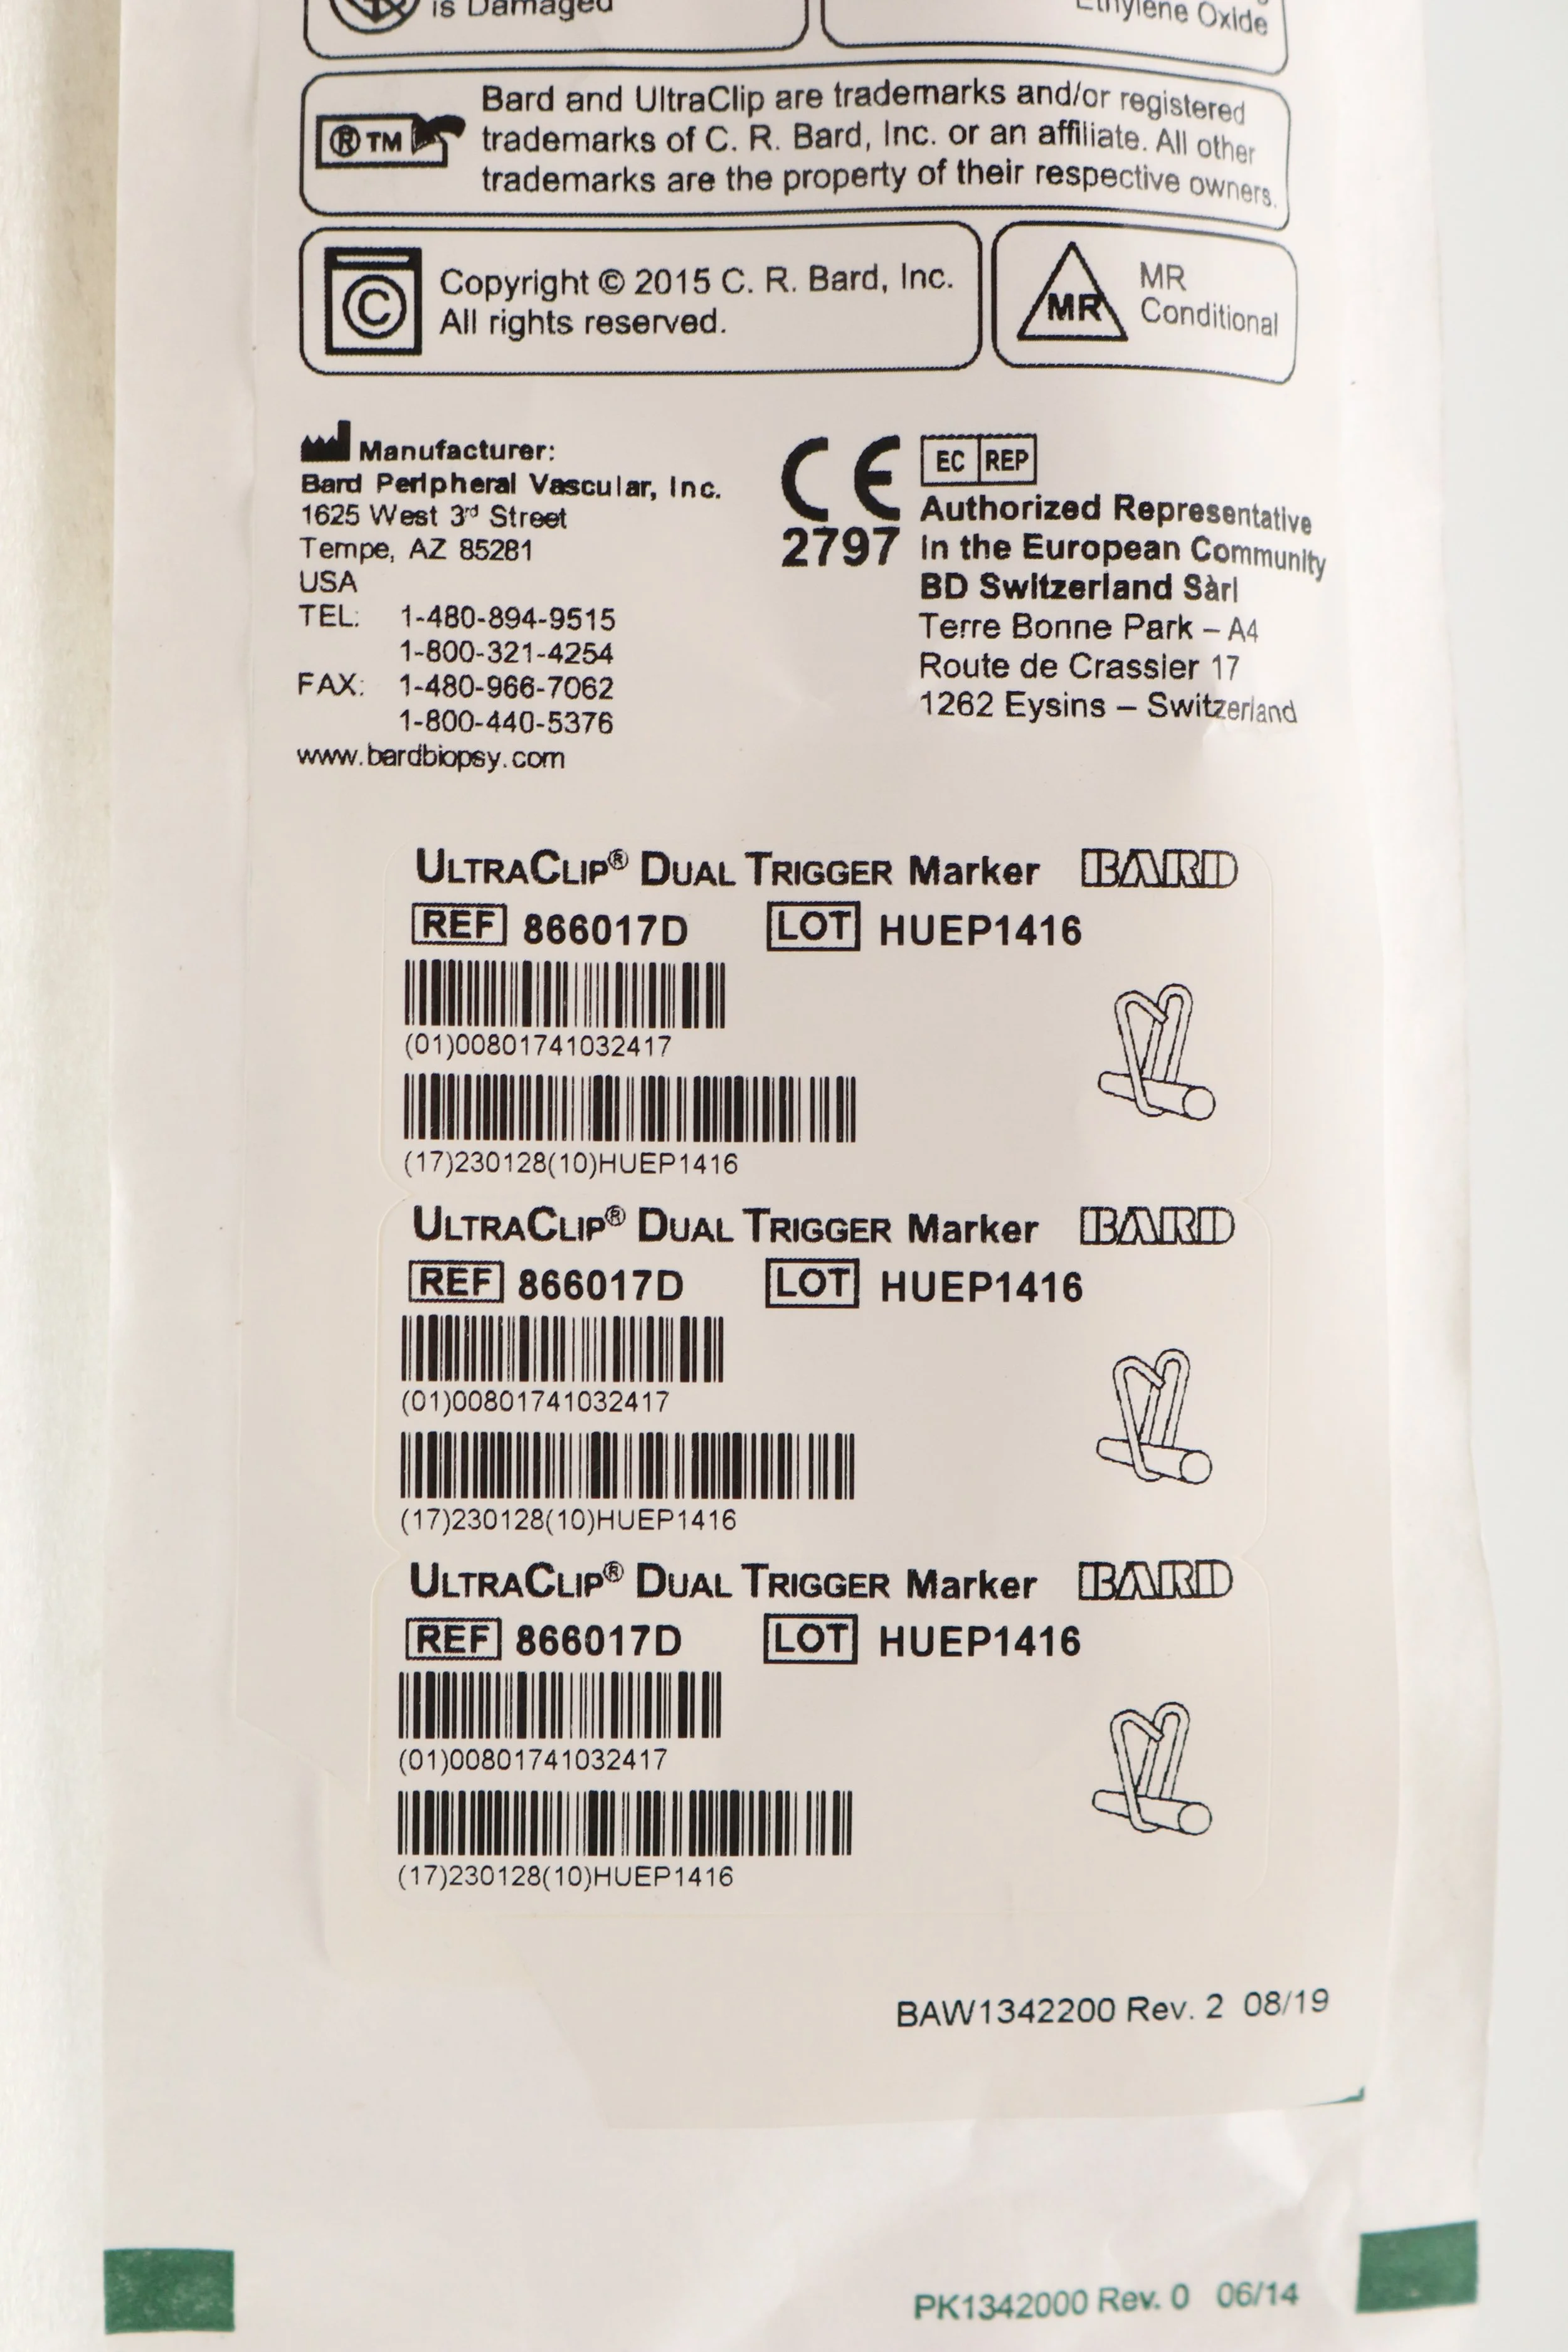 is Damaged
Ethylene Oxide
® TM
Bard and UltraClip are trademarks and/or registered
trademarks of C. R. Bard, Inc. or an affiliate. All other
trademarks are the property of their respective owners.
©
Copyright © 2015 C. R. Bard, Inc.
All rights reserved.
MR
MR
Conditional
Manufacturer:
Bard Peripheral Vascular, Inc.
1625 West 3rd Street
Tempe, AZ 85281
USA
TEL: 1-480-894-9515
1-800-321-4254
FAX: 1-480-966-7062
1-800-440-5376
www.bardbiopsy.com
CE
2797
EC REP
Authorized Representative
in the European Community
BD Switzerland Sàrl
Terre Bonne Park – A4
Route de Crassier 17
1262 Eysins – Switzerland
ULTRACLIP® DUAL TRIGGER Marker BARD
REF 866017D LOT HUEP1416
(01)00801741032417
(17)230128(10)HUEP1416
ULTRACLIP® DUAL TRIGGER Marker BARD
REF 866017D LOT HUEP1416
(01)00801741032417
(17)230128(10)HUEP1416
ULTRACLIP® DUAL TRIGGER Marker BARD
REF 866017D LOT HUEP1416
(01)00801741032417
(17)230128(10)HUEP1416
BAW1342200 Rev. 2 08/19
PK1342000 Rev. 0 06/14